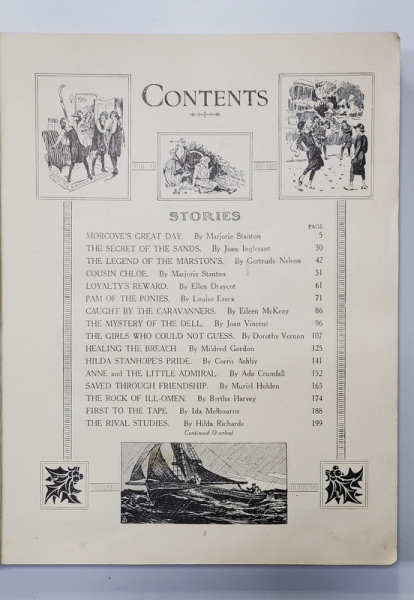 CONTENTS
STORIES
PAGE
MORCOVE'S GREAT DAY. By Marjorie Stanton 5
THE SECRET OF THE SANDS. By Joan Inglesant 30
THE LEGEND OF THE MARSTON'S. By Gertrude Nelson 42
COUSIN CHLOE. By Marjorie Stanton 51
LOYALTY'S REWARD. By Ellen Draycot 61
PAM OF THE PONIES. By Louise Essex 71
CAUGHT BY THE CARAVANNERS. By Eileen McKeay 86
THE MYSTERY OF THE DELL. By Joan Vincent 96
THE GIRLS WHO COULD NOT GUESS. By Dorothy Vernon 107
HEALING THE BREACH. By Mildred Gordon 125
HILDA STANHOPE'S PRIDE. By Corris Ashby 141
ANNE and THE LITTLE ADMIRAL. By Ada Crundall 152
SAVED THROUGH FRIENDSHIP. By Muriel Holden 165
THE ROCK OF ILL-OMEN. By Bertha Harvey 174
FIRST TO THE TAPE. By Ida Melbourne 188
THE RIVAL STUDIES. By Hilda Richards 199
Continued Overleaf
3